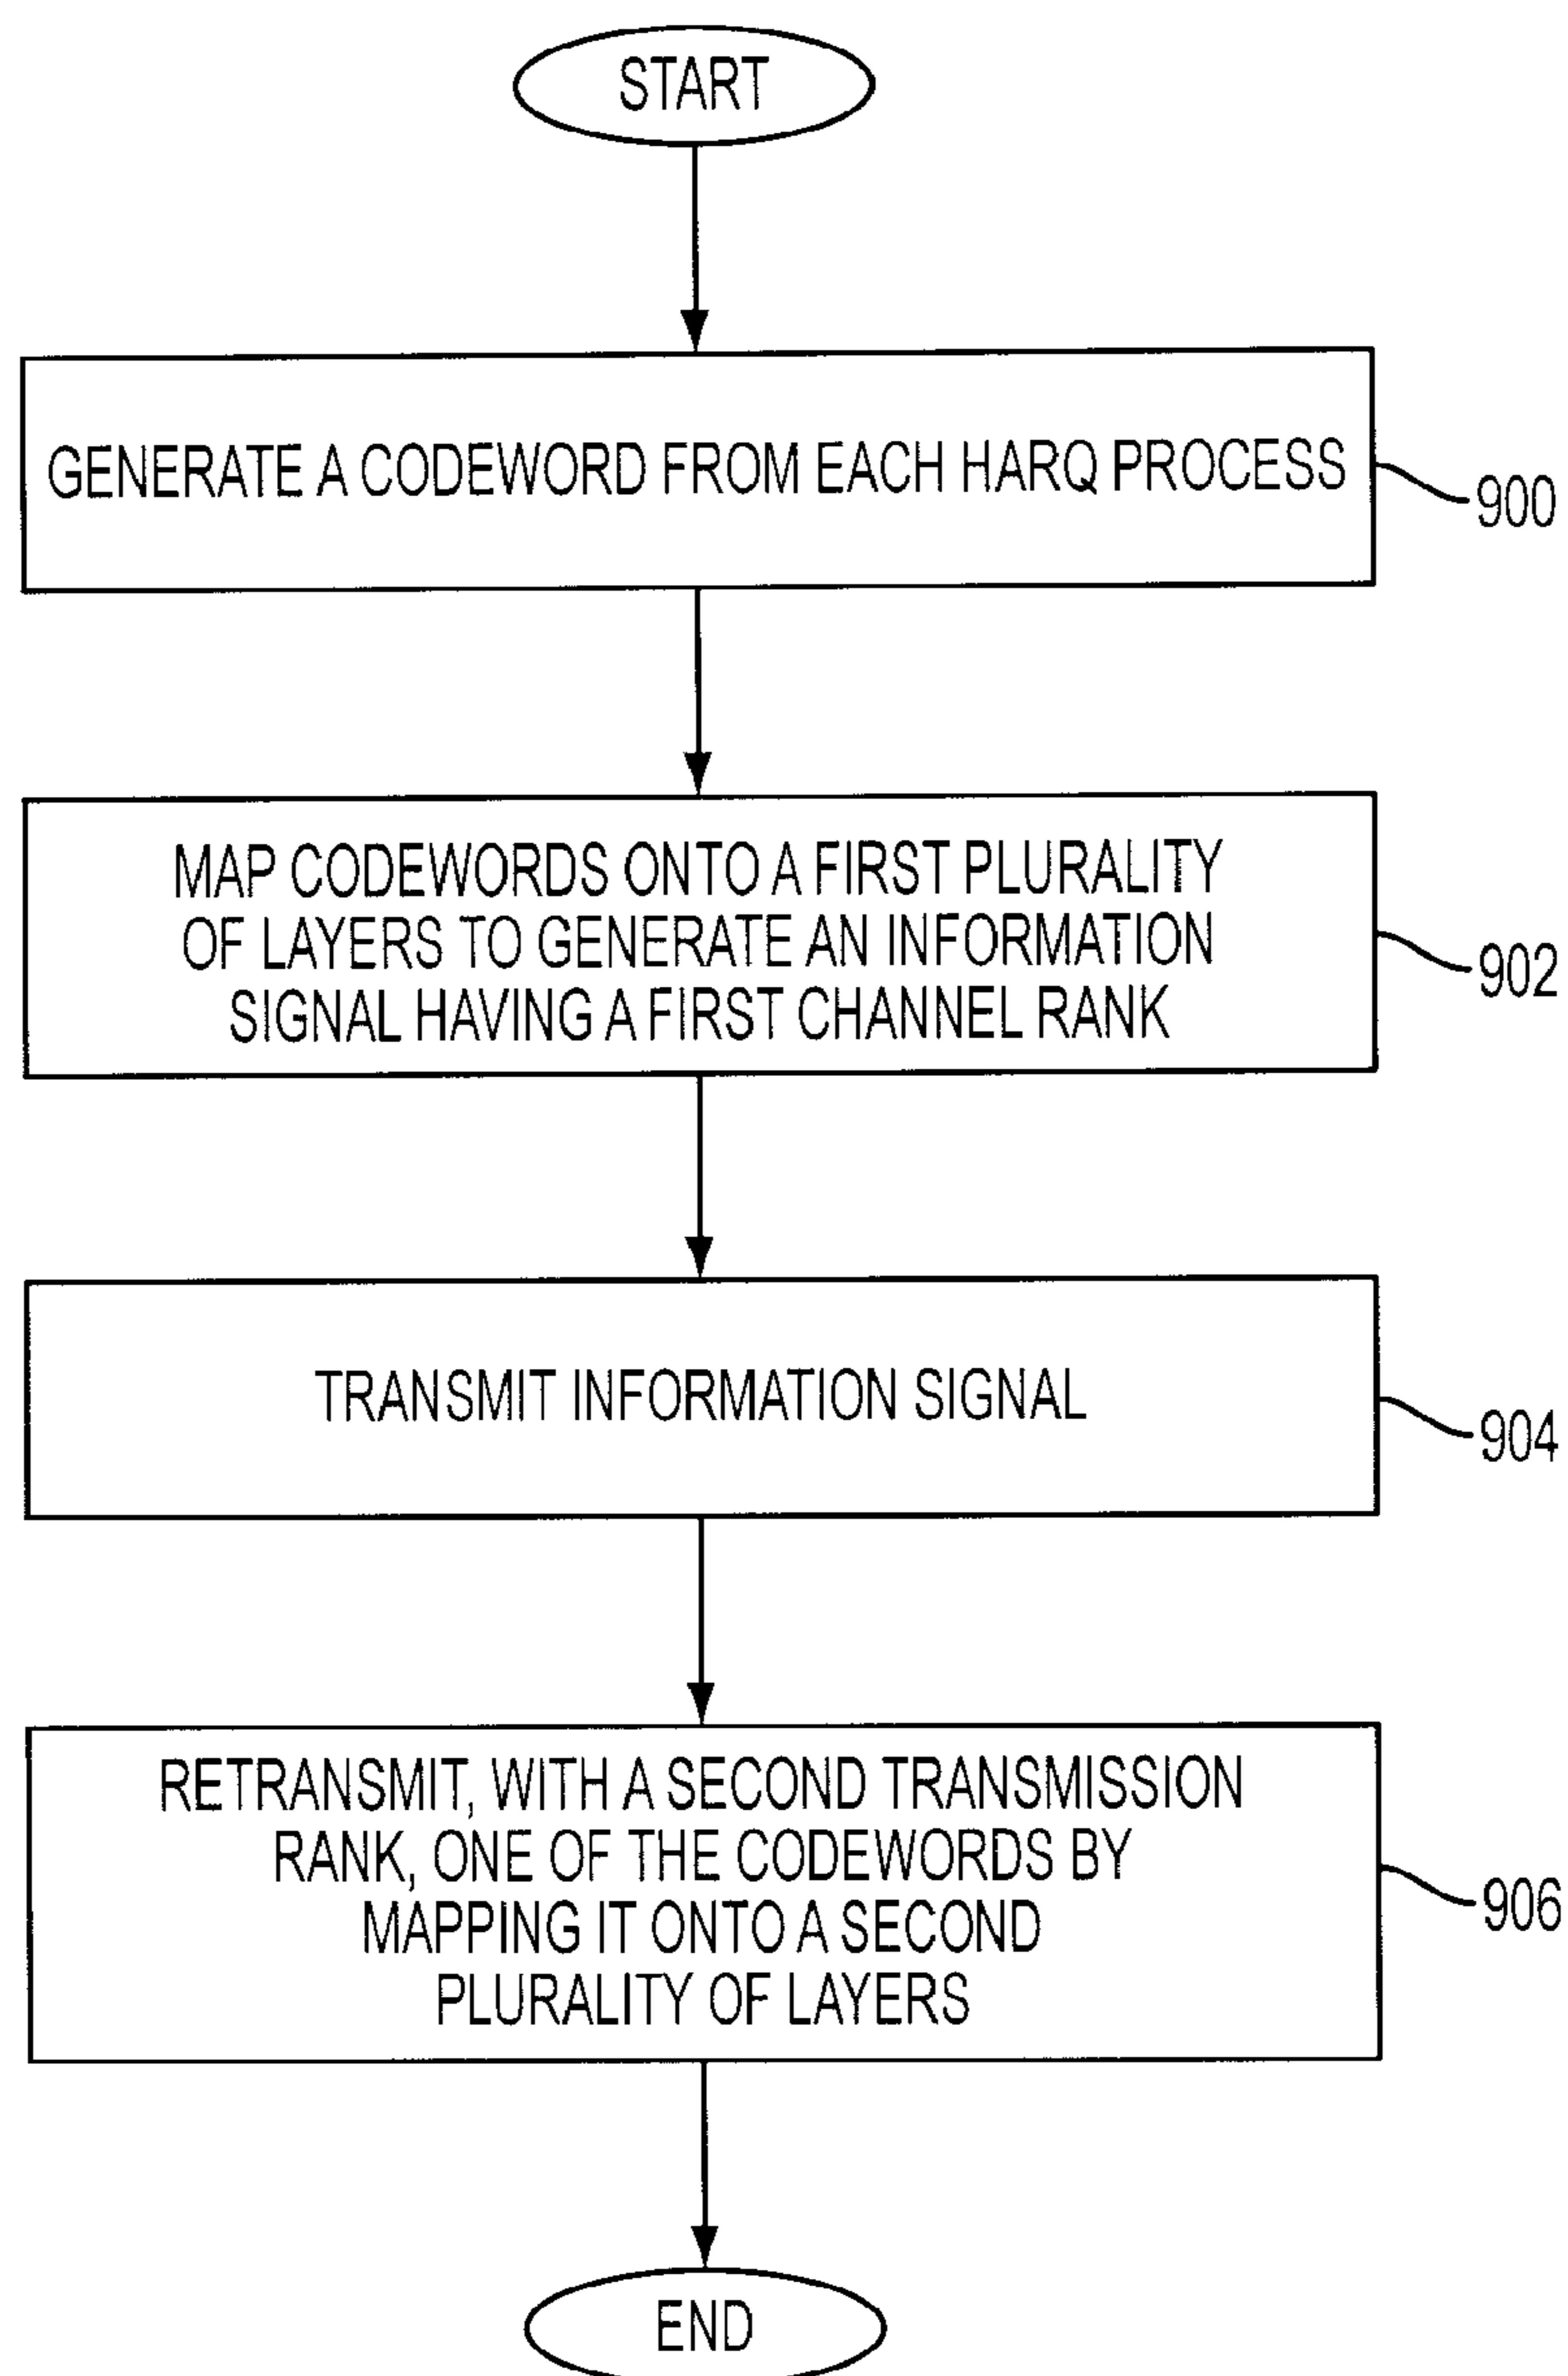 START
GENERATE A CODEWORD FROM EACH HARQ PROCESS
900
MAP CODEWORDS ONTO A FIRST PLURALITY
OF LAYERS TO GENERATE AN INFORMATION
SIGNAL HAVING A FIRST CHANNEL RANK
902
TRANSMIT INFORMATION SIGNAL
904
RETRANSMIT, WITH A SECOND TRANSMISSION
RANK, ONE OF THE CODEWORDS BY
MAPPING IT ONTO A SECOND
PLURALITY OF LAYERS
906
END